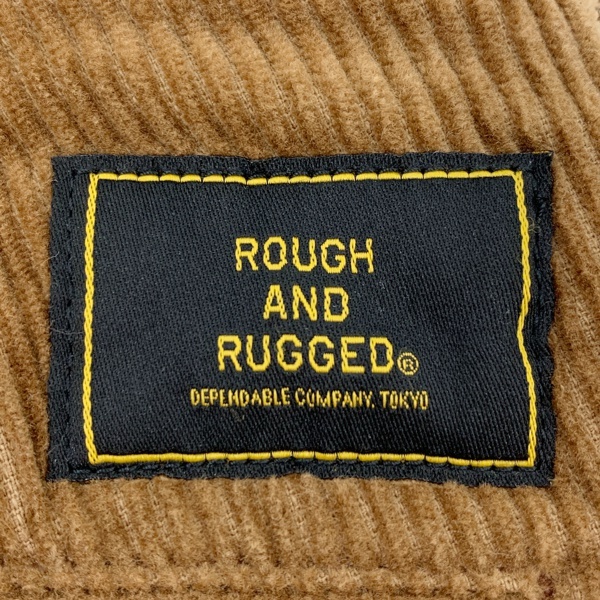 ROUGH
AND
RUGGED®
DEPENDABLE COMPANY. TOKYO